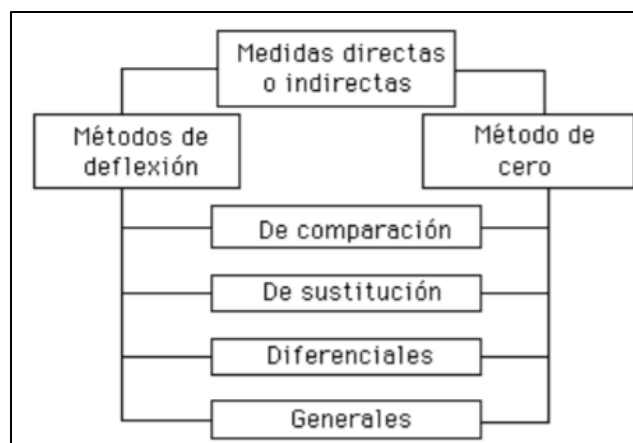 Medidas directas
o indirectas
Métodos de
deflexión
Método de
cero
De comparación
De sustitución
Diferenciales
Generales